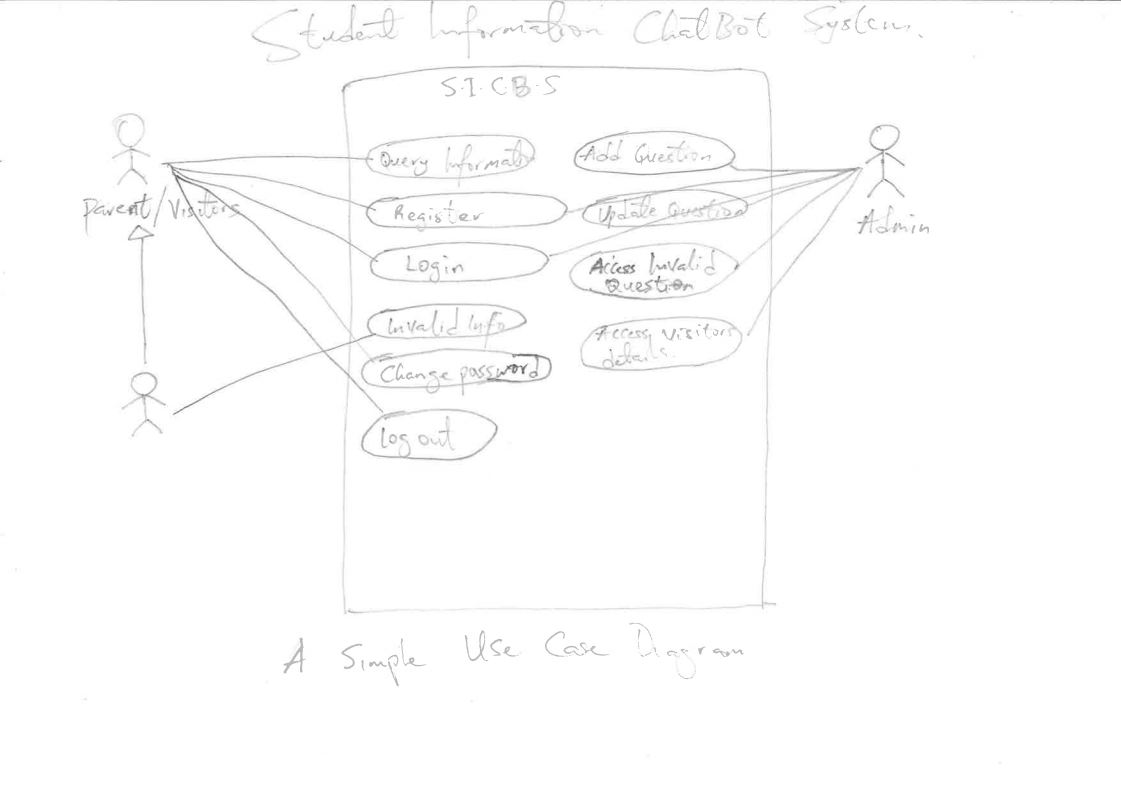 Student Information ChatBot System.
S.I.C.B.S
Query Informati
Add Question
Parent/Visitors
Register
Update Question
Admin
Login
Access Invalid
Question
Invalid Info
Access Visitors
details.
Change password
Log out
A Simple Use Case Diagram